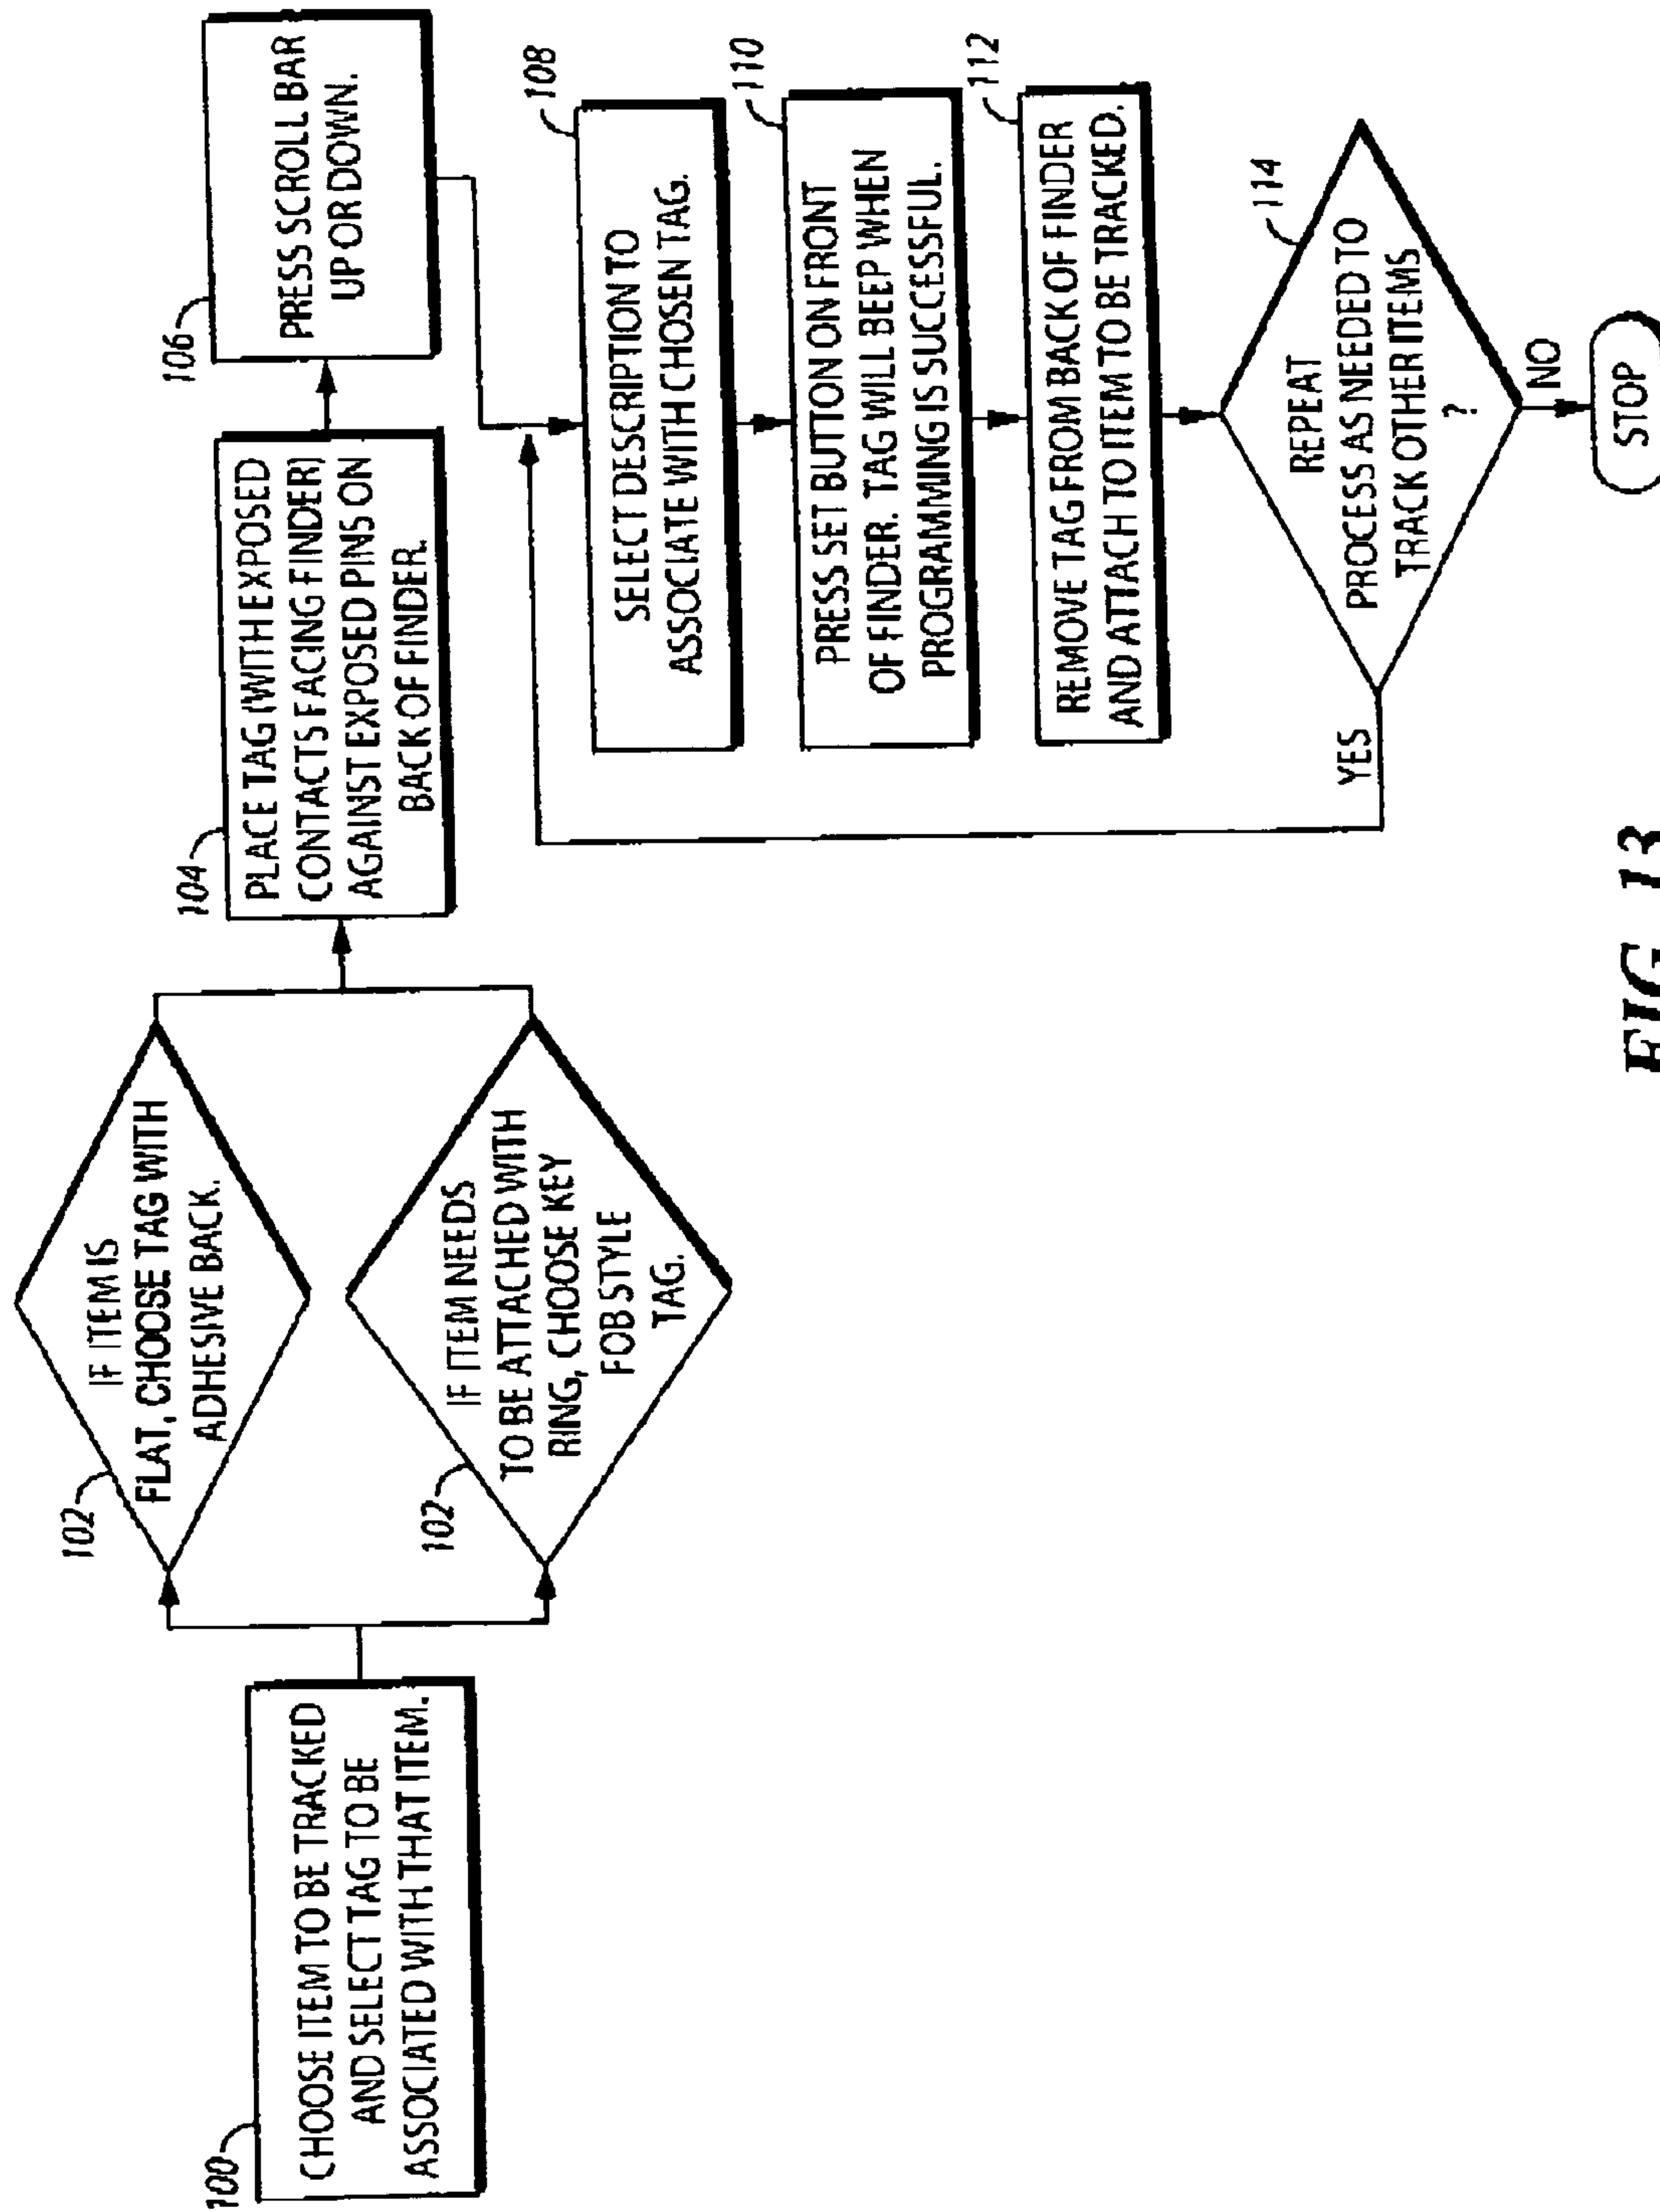 100
CHOOSE ITEM TO BE TRACKED
AND SELECT TAG TO BE
ASSOCIATED WITH THAT ITEM.
102
IF ITEM IS
FLAT, CHOOSE TAG WITH
ADHESIVE BACK.
102
IF ITEM NEEDS
TO BE ATTACHED WITH
RING, CHOOSE KEY
FOB STYLE
TAG.
104
PLACE TAG (WITH EXPOSED
CONTACTS FACING FINDER)
AGAINST EXPOSED PINS ON
BACK OF FINDER.
106
PRESS SCROLL BAR
UP OR DOWN.
108
SELECT DESCRIPTION TO
ASSOCIATE WITH CHOSEN TAG.
110
PRESS SET BUTTON ON FRONT
OF FINDER. TAG WILL BEEP WHEN
PROGRAMMING IS SUCCESSFUL.
112
REMOVE TAG FROM BACK OF FINDER
AND ATTACH TO ITEM TO BE TRACKED.
114
REPEAT
PROCESS AS NEEDED TO
TRACK OTHER ITEMS
?
YES
NO
STOP
FIG. 13